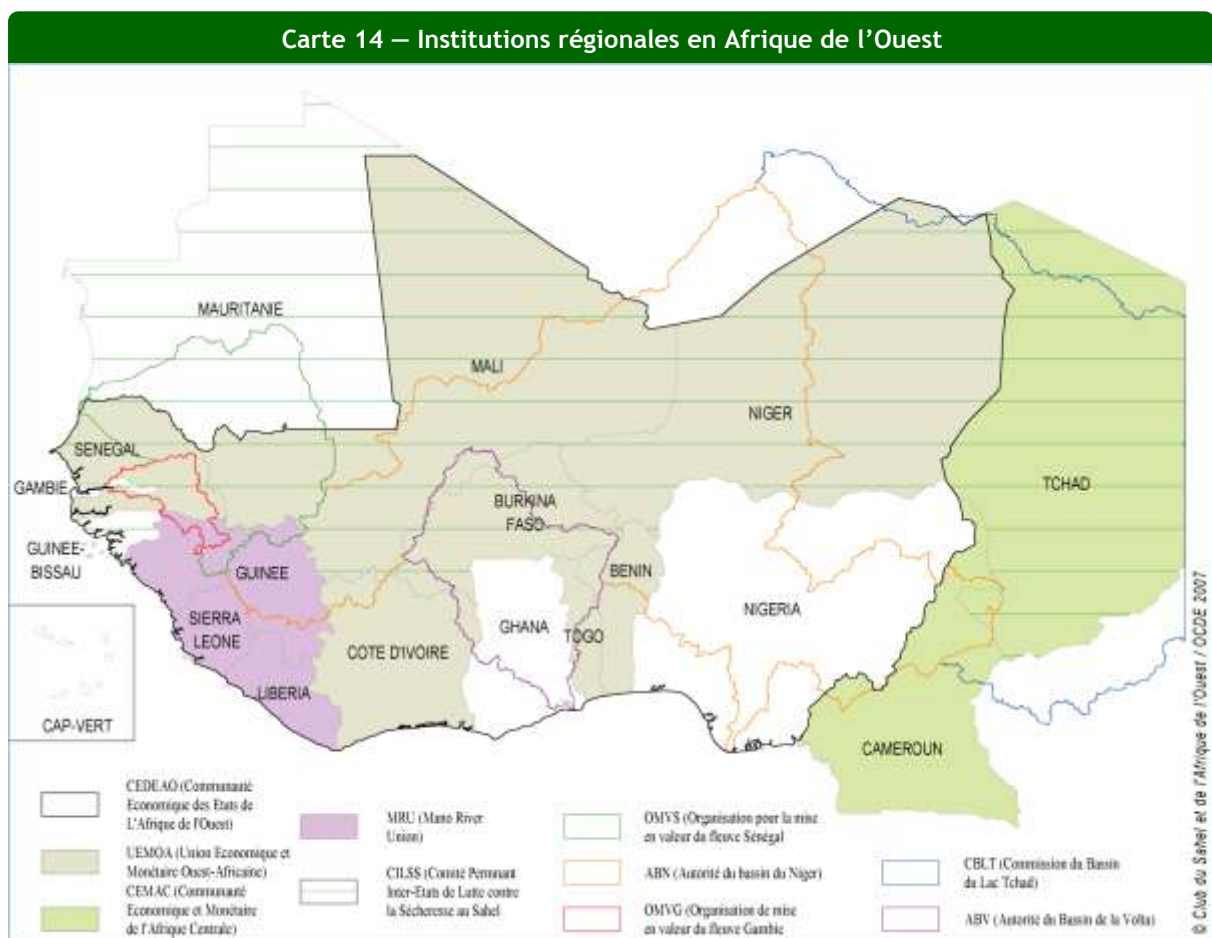 Carte 14 — Institutions régionales en Afrique de l'Ouest
MAURITANIE
MALI
NIGER
SENEGAL
TCHAD
GAMBIE
BURKINA
FASO
GUINEE-
BISSAU
GUINEE
BENIN
NIGERIA
SIERRA
LEONE
GHANA
TOGO
COTE D'IVOIRE
LIBERIA
CAP-VERT
CAMEROUN
CEDEAO (Communauté
Economique des Etats de
L'Afrique de l'Ouest)
UEMOA (Union Economique et
Monétaire Ouest-Africaine)
CEMAC (Communauté
Economique et Monétaire
de l'Afrique Centrale)
MRU (Mano River
Union)
CILSS (Comité Permnant
Inter-Etats de Lutte contre
la Sécheresse au Sahel
OMVS (Organisation pour la mise
en valeur du fleuve Sénégal
ABN (Autorité du bassin du Niger)
OMVG (Organisation de mise
en valeur du fleuve Gambie
CBLT (Commission du Bassin
du Lac Tchad)
ABV (Autorité du Bassin de la Volta)
© Club du Sahel et de l'Afrique de l'Ouest / OCDE 2007